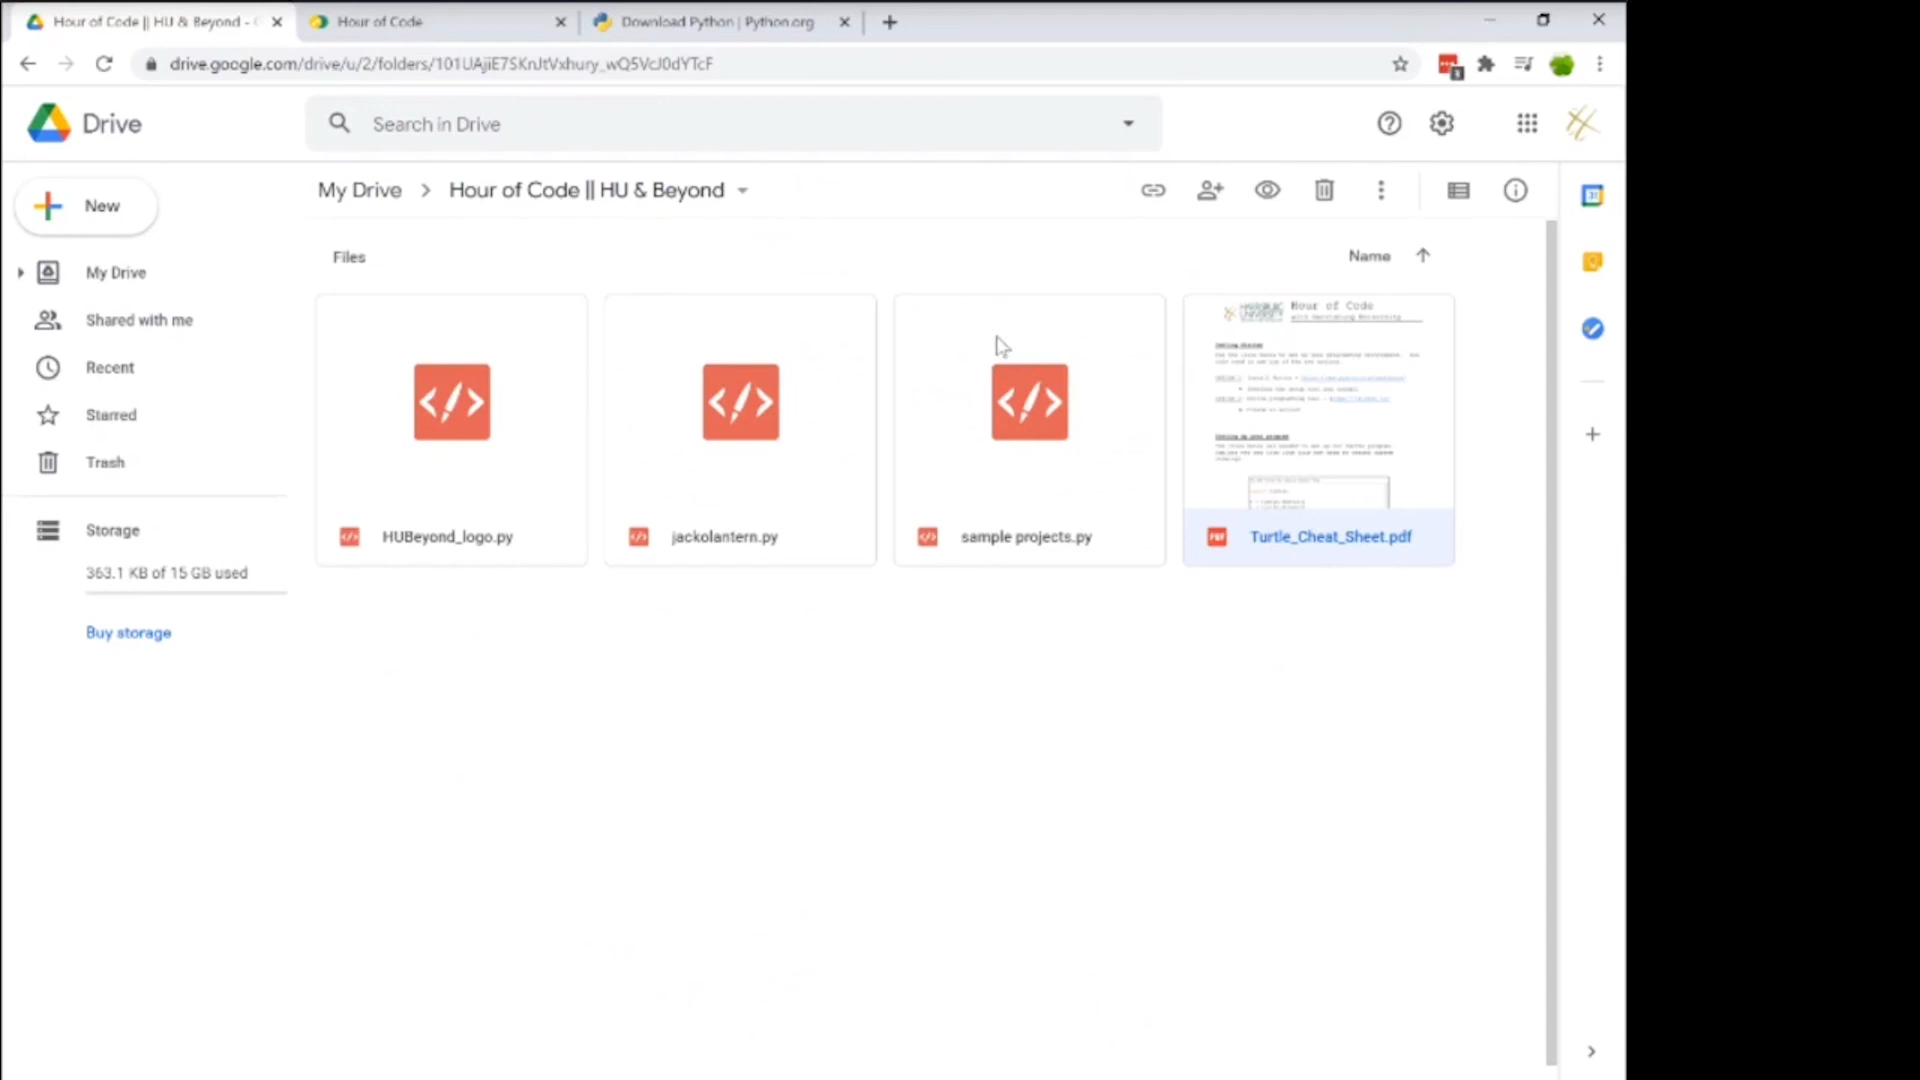 Hour of Code || HU & Beyond -
Hour of Code
Download Python | Python.org
drive.google.com/drive/u/2/folders/101UAjiE7SKnJtVxhury_wQ5VcJ0dYTcF
Drive
Search in Drive
New
My Drive
Shared with me
Recent
Starred
Trash
Storage
363.1 KB of 15 GB used
Buy storage
My Drive > Hour of Code || HU & Beyond
Files
Name
HUBeyond_logo.py
jackolantern.py
sample projects.py
Hour of Code
Turtle_Cheat_Sheet.pdf